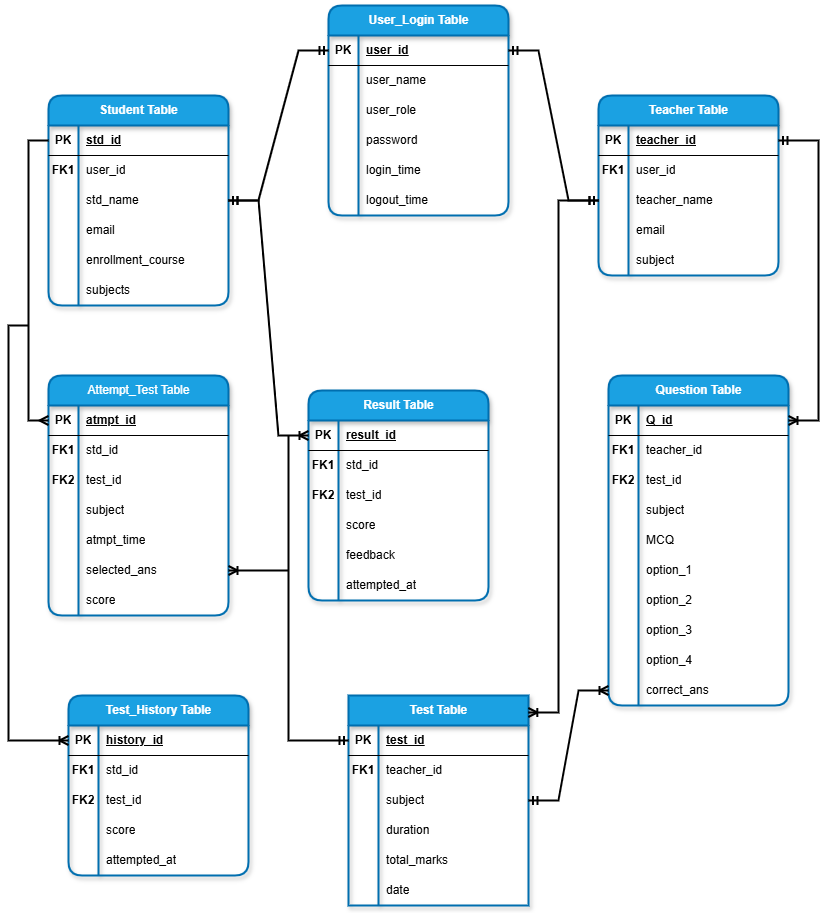 User_Login Table
PK user_id
user_name
user_role
password
login_time
logout_time
Student Table
PK std_id
FK1 user_id
std_name
email
enrollment_course
subjects
Teacher Table
PK teacher_id
FK1 user_id
teacher_name
email
subject
Attempt_Test Table
PK atmpt_id
FK1 std_id
FK2 test_id
subject
atmpt_time
selected_ans
score
Result Table
PK result_id
FK1 std_id
FK2 test_id
score
feedback
attempted_at
Question Table
PK Q_id
FK1 teacher_id
FK2 test_id
subject
MCQ
option_1
option_2
option_3
option_4
correct_ans
Test_History Table
PK history_id
FK1 std_id
FK2 test_id
score
attempted_at
Test Table
PK test_id
FK1 teacher_id
subject
duration
total_marks
date